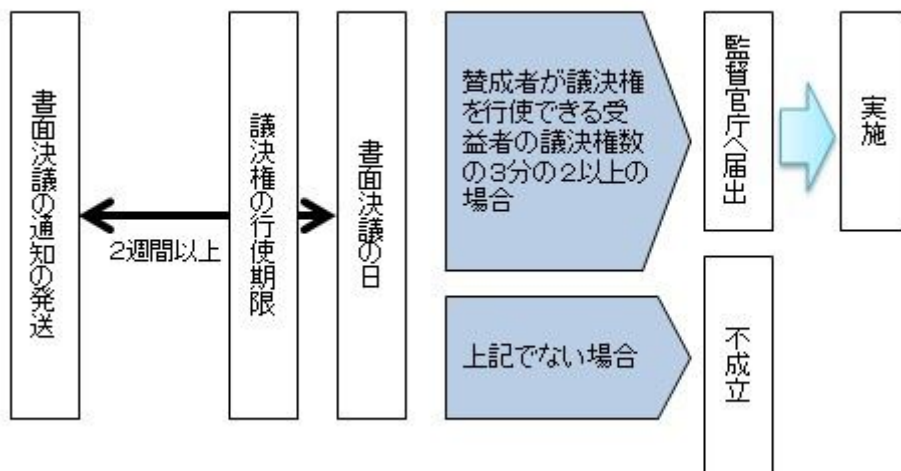 書面決議の通知の発送
2週間以上
議決権の行使期限
書面決議の日
賛成者が議決権
を行使できる受
益者の議決権数
の3分の2以上の
場合
監督官庁へ届出
実施
上記でない場合
不成立